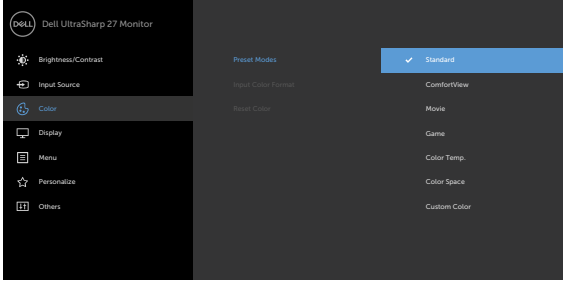 DELL Dell UltraSharp 27 Monitor
Brightness/Contrast Preset Modes Standard
Input Source Input Color Format ComfortView
Color Reset Color Movie
Display Game
Menu Color Temp.
Personalize Color Space
Others Custom Color